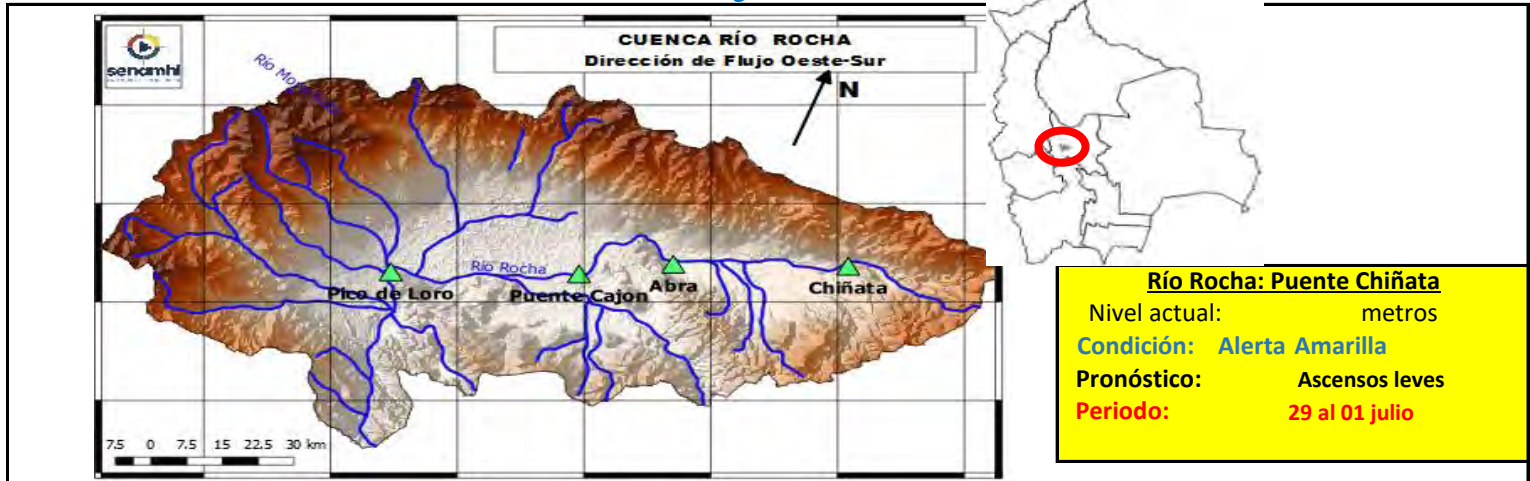 senamhi
CUENCA RÍO ROCHA
Dirección de Flujo Oeste-Sur
N
Río Rocha
Pico de Loro
Puente Cajon
Abra
Chiñata
7.5 0 7.5 15 22.5 30 km
Río Rocha: Puente Chiñata
Nivel actual: metros
Condición: Alerta Amarilla
Pronóstico: Ascensos leves
Periodo: 29 al 01 julio